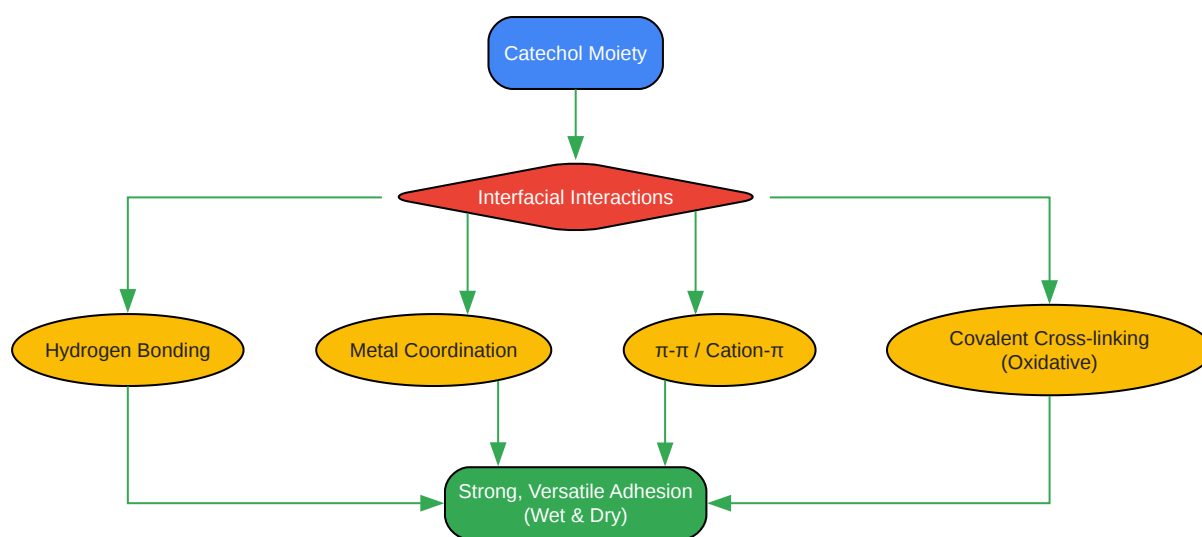 Catechol Moiety
Interfacial Interactions
Hydrogen Bonding
Metal Coordination
π-π / Cation-π
Covalent Cross-linking
(Oxidative)
Strong, Versatile Adhesion
(Wet & Dry)